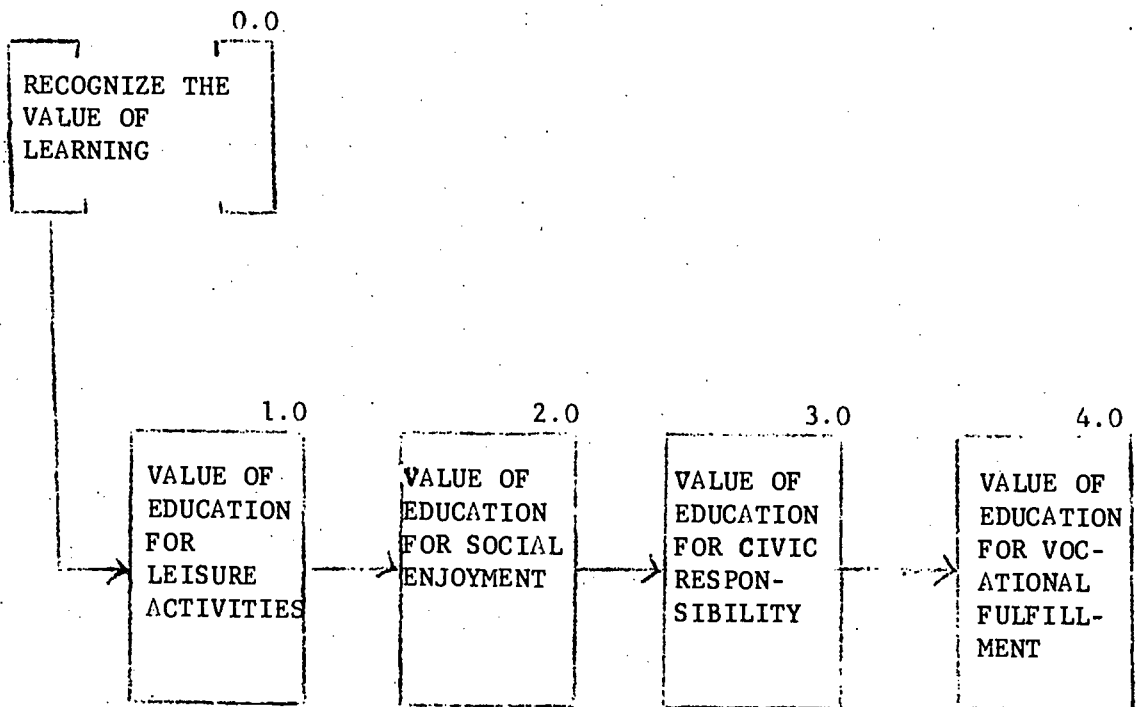 0.0
RECOGNIZE THE
VALUE OF
LEARNING
1.0
VALUE OF
EDUCATION
FOR
LEISURE
ACTIVITIES
2.0
VALUE OF
EDUCATION
FOR SOCIAL
ENJOYMENT
3.0
VALUE OF
EDUCATION
FOR CIVIC
RESPON-
SIBILITY
4.0
VALUE OF
EDUCATION
FOR VOC-
ATIONAL
FULFILL-
MENT